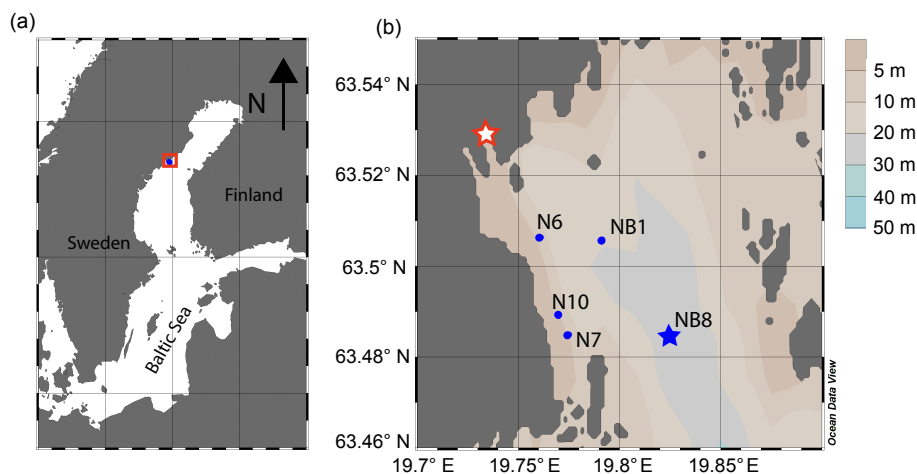 (a)
N
Finland
Sweden
Baltic Sea
(b)
63.54° N
63.52° N
63.5° N
63.48° N
63.46° N
19.7° E
19.75° E
19.8° E
19.85° E
N6
NB1
N10
N7
NB8
Ocean Data View
5 m
10 m
20 m
30 m
40 m
50 m